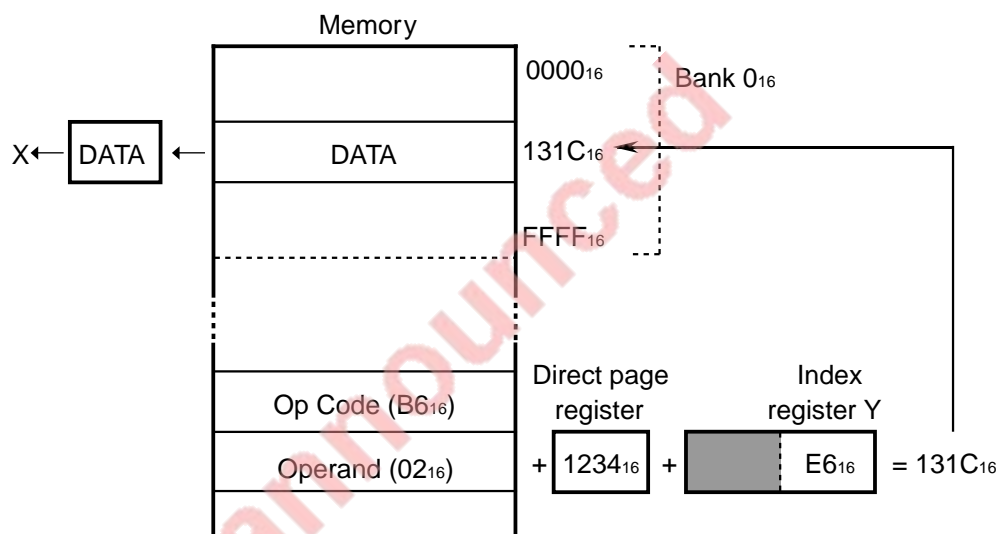 Memory
0000₁₆
Bank 0₁₆
X
DATA
DATA
131C₁₆
FFFF₁₆
Direct page
register
Index
register Y
Op Code (B6₁₆)
Operand (02₁₆)
+ 1234₁₆ + E6₁₆ = 131C₁₆
announced